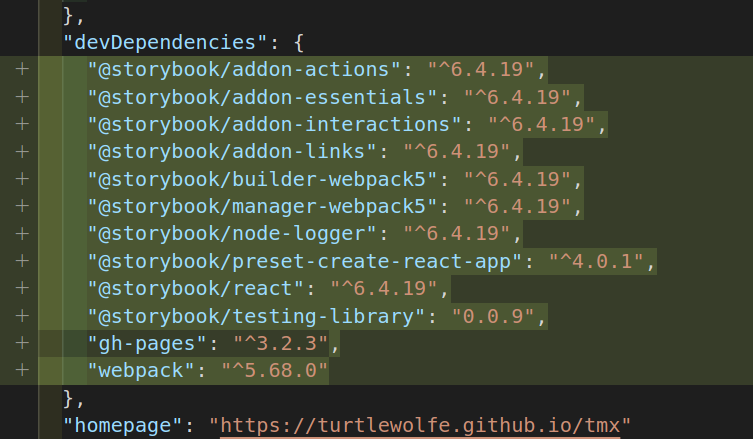 },
"devDependencies": {
+ "@storybook/addon-actions": "^6.4.19",
+ "@storybook/addon-essentials": "^6.4.19",
+ "@storybook/addon-interactions": "^6.4.19",
+ "@storybook/addon-links": "^6.4.19",
+ "@storybook/builder-webpack5": "^6.4.19",
+ "@storybook/manager-webpack5": "^6.4.19",
+ "@storybook/node-logger": "^6.4.19",
+ "@storybook/preset-create-react-app": "^4.0.1",
+ "@storybook/react": "^6.4.19",
+ "@storybook/testing-library": "0.0.9",
+ "gh-pages": "^3.2.3",
+ "webpack": "^5.68.0"
},
"homepage": "https://turtlewolfe.github.io/tmx"